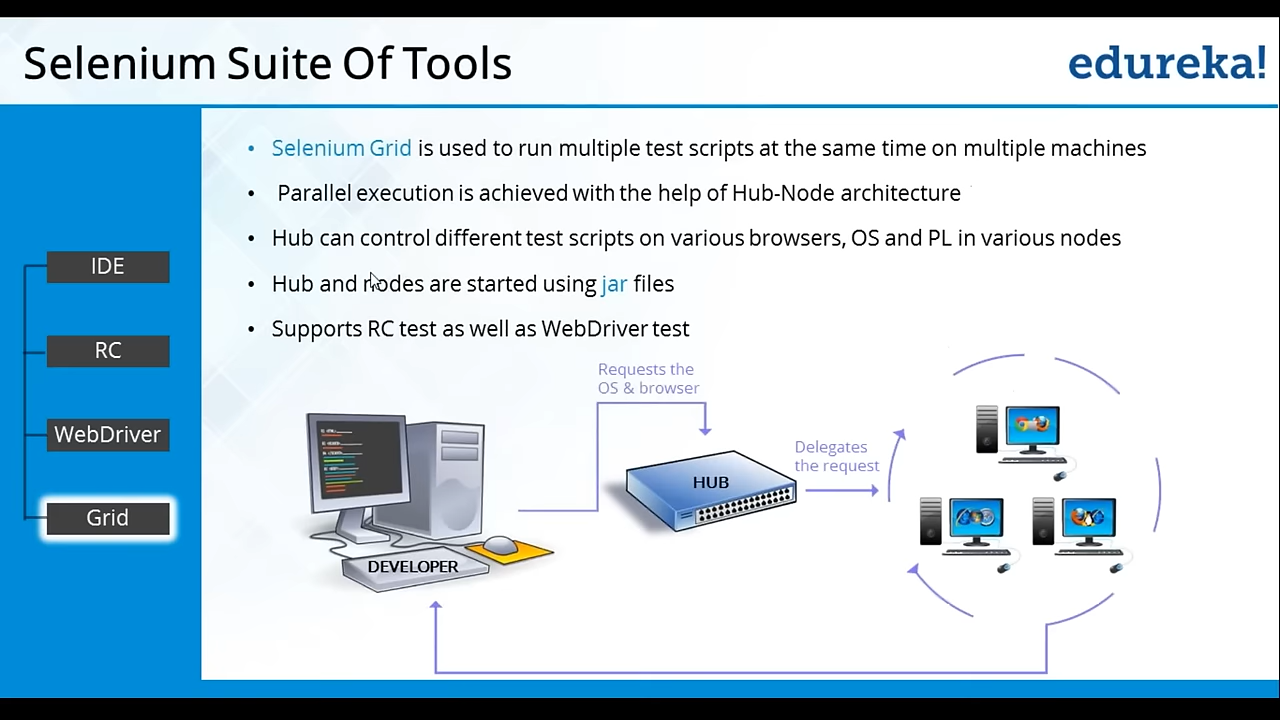 Selenium Suite Of Tools
edureka!
• Selenium Grid is used to run multiple test scripts at the same time on multiple machines
• Parallel execution is achieved with the help of Hub-Node architecture
• Hub can control different test scripts on various browsers, OS and PL in various nodes
• Hub and nodes are started using jar files
• Supports RC test as well as WebDriver test
IDE
RC
WebDriver
Grid
Requests the
OS & browser
Delegates
the request
HUB
DEVELOPER